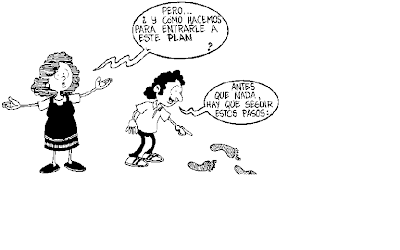 PERO...
¿ Y COMO HACEMOS
PARA ENTRARLE A
ESTE PLAN
?
ANTES
QUE NADA,
HAY QUE SEGUIR
ESTOS PASOS: